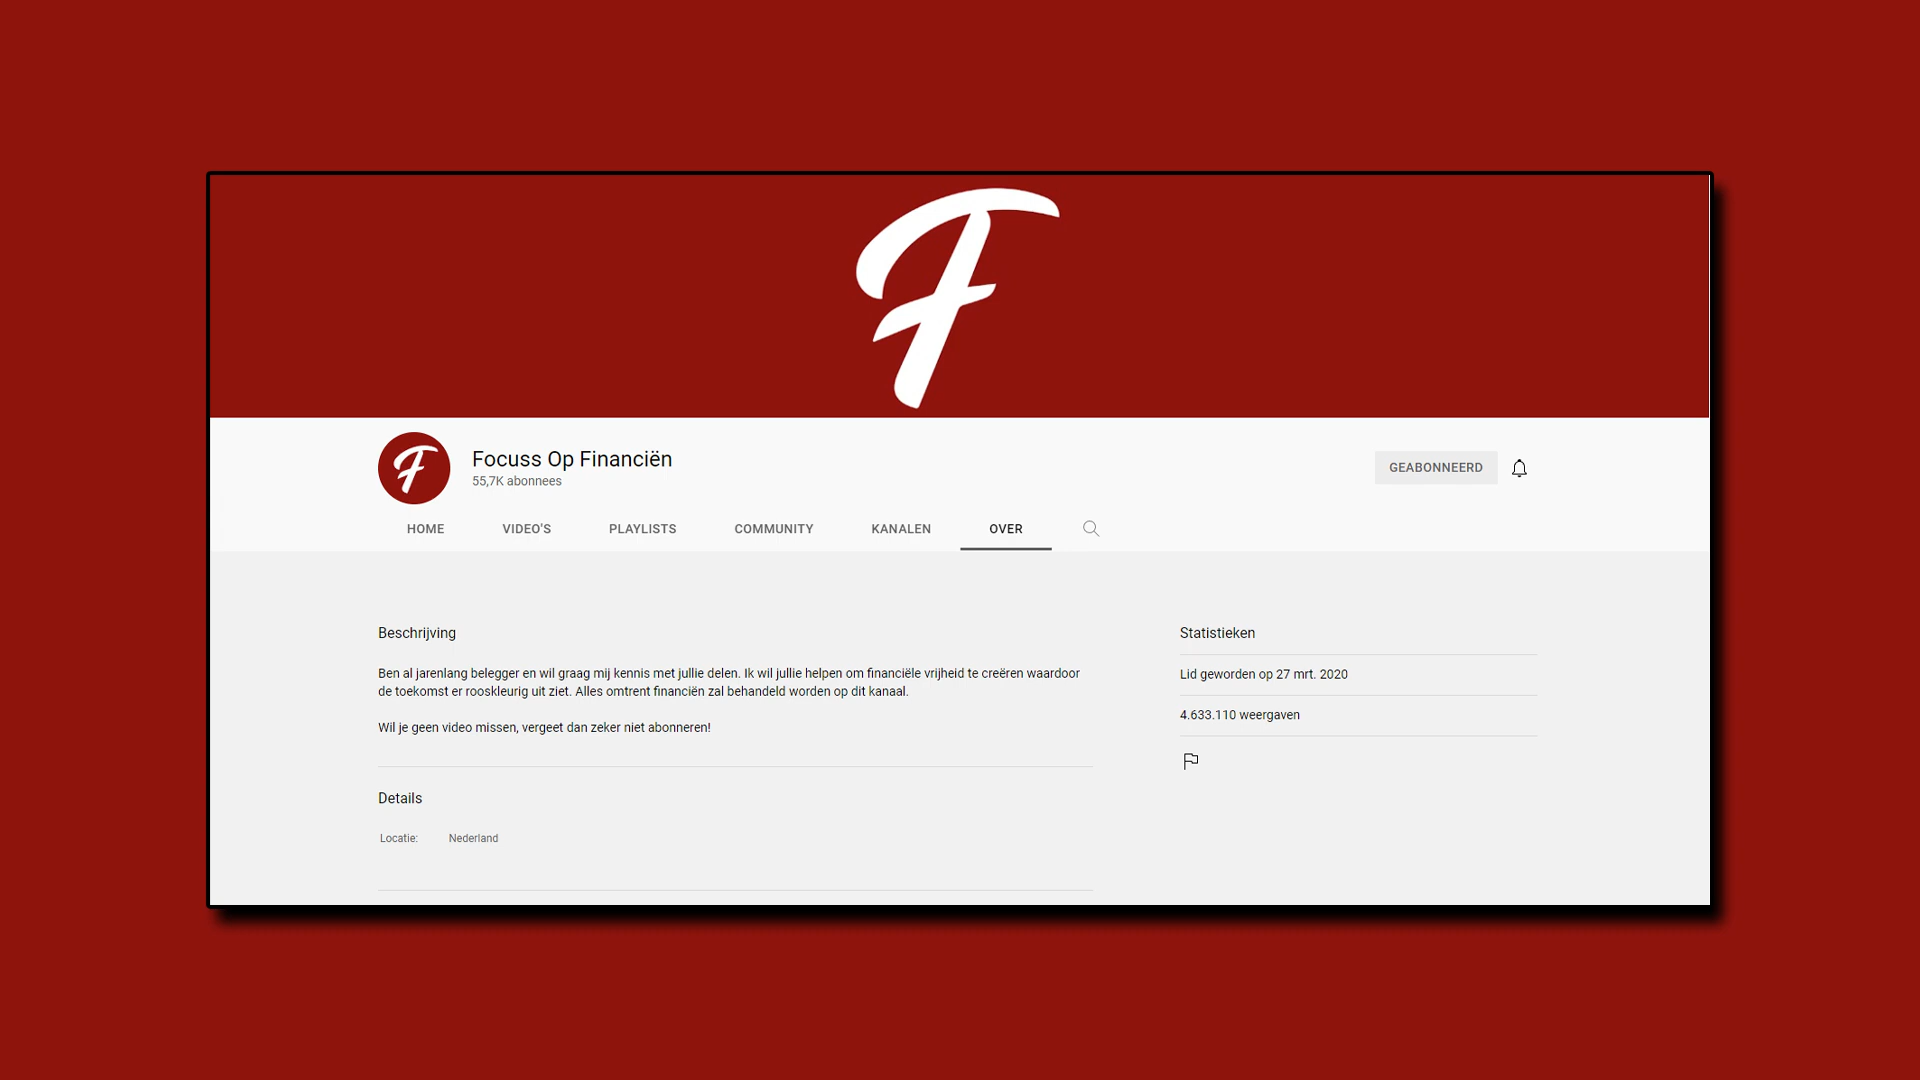 F
F
Focuss Op Financiën
55,7K abonnees
GEABONNEERD
HOME VIDEO'S PLAYLISTS COMMUNITY KANALEN OVER
Beschrijving
Ben al jarenlang belegger en wil graag mij kennis met jullie delen. Ik wil jullie helpen om financiële vrijheid te creëren waardoor
de toekomst er rooskleurig uit ziet. Alles omtrent financiën zal behandeld worden op dit kanaal.
Wil je geen video missen, vergeet dan zeker niet abonneren!
Details
Locatie: Nederland
Statistieken
Lid geworden op 27 mrt. 2020
4.633.110 weergaven